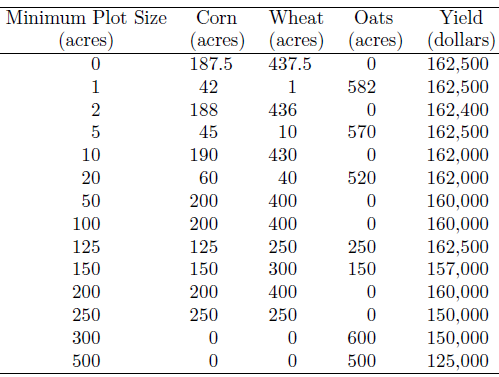 Minimum Plot Size Corn Wheat Oats Yield
(acres) (acres) (acres) (acres) (dollars)
0 187.5 437.5 0 162,500
1 42 1 582 162,500
2 188 436 0 162,400
5 45 10 570 162,500
10 190 430 0 162,000
20 60 40 520 162,000
50 200 400 0 160,000
100 200 400 0 160,000
125 125 250 250 162,500
150 150 300 150 157,000
200 200 400 0 160,000
250 250 250 0 150,000
300 0 0 600 150,000
500 0 0 500 125,000